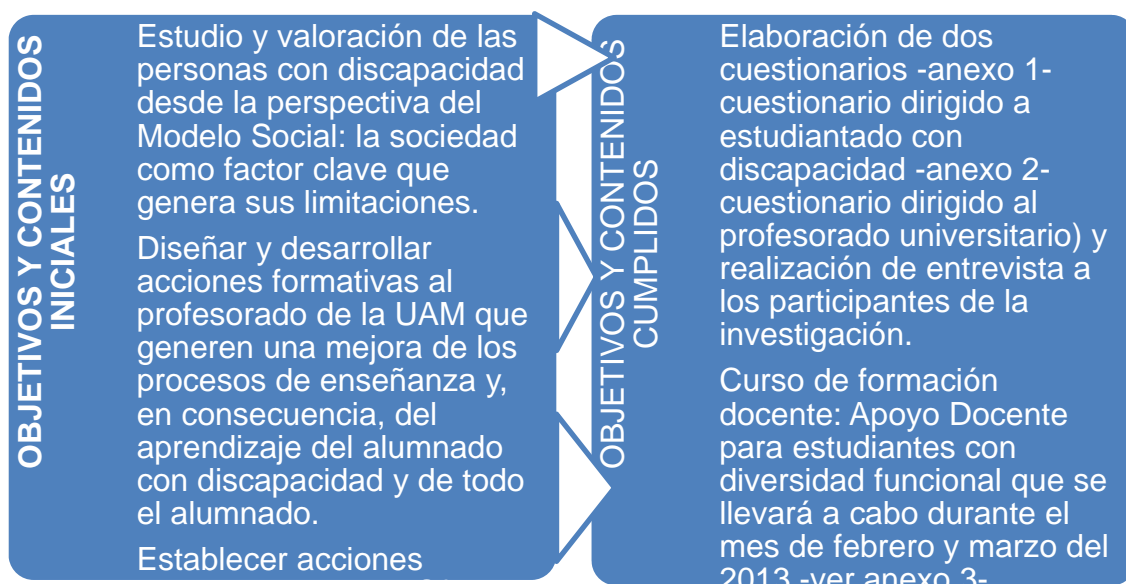 OBJETIVOS Y CONTENIDOS
INICIALES
Estudio y valoración de las
personas con discapacidad
desde la perspectiva del
Modelo Social: la sociedad
como factor clave que
genera sus limitaciones.
Diseñar y desarrollar
acciones formativas al
profesorado de la UAM que
generen una mejora de los
procesos de enseñanza y,
en consecuencia, del
aprendizaje del alumnado
con discapacidad y de todo
el alumnado.
Establecer acciones
OBJETIVOS Y CONTENIDOS
CUMPLIDOS
Elaboración de dos
cuestionarios -anexo 1-
cuestionario dirigido a
estudiantado con
discapacidad -anexo 2-
cuestionario dirigido al
profesorado universitario) y
realización de entrevista a
los participantes de la
investigación.
Curso de formación
docente: Apoyo Docente
para estudiantes con
diversidad funcional que se
llevará a cabo durante el
mes de febrero y marzo del
2013 -ver anexo 3-